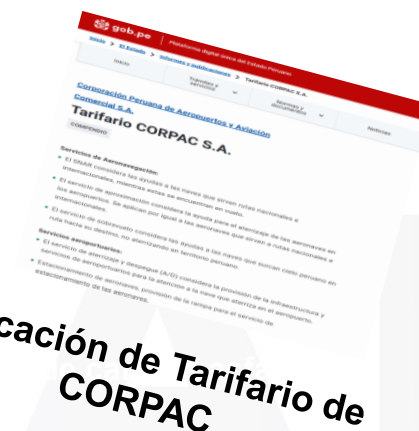 gob.pe | Plataforma digital única del Estado Peruano
Inicio > El Estado > Informes y publicaciones > Tarifario CORPAC S.A.
Inicio Trámites y servicios Normas y documentos Noticias
Corporación Peruana de Aeropuertos y Aviación
Comercial S.A.
Tarifario CORPAC S.A.
COMPENDIO
Servicios de Aeronavegación:
El SNAR considera las ayudas a las naves que sirven rutas nacionales e
internacionales, mientras estas se encuentran en vuelo.
El servicio de aproximación considera la ayuda para el aterrizaje de las aeronaves en
los aeropuertos. Se aplican por igual a las aeronaves que sirven a rutas nacionales e
internacionales.
El servicio de sobrevuelo considera las ayudas a las naves que surcan cielo peruano en
ruta hacia su destino, no aterrizando en territorio peruano.
Servicios aeroportuarios:
El servicio de aterrizaje y despegue (A/D) considera la provisión de la infraestructura y
servicios de aeropuertos para la atención a la nave que aterriza en el aeropuerto.
Estacionamiento de aeronaves, provisión de la rampa para el servicio de
estacionamiento de las aeronaves.
cación de Tarifario de
CORPAC